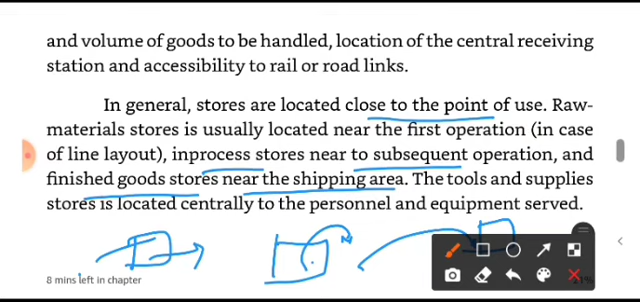 and volume of goods to be handled, location of the central receiving
station and accessibility to rail or road links.
In general, stores are located close to the point of use. Raw-
materials stores is usually located near the first operation (in case
of line layout), inprocess stores near to subsequent operation, and
finished goods stores near the shipping area. The tools and supplies
stores is located centrally to the personnel and equipment served.
8 mins left in chapter